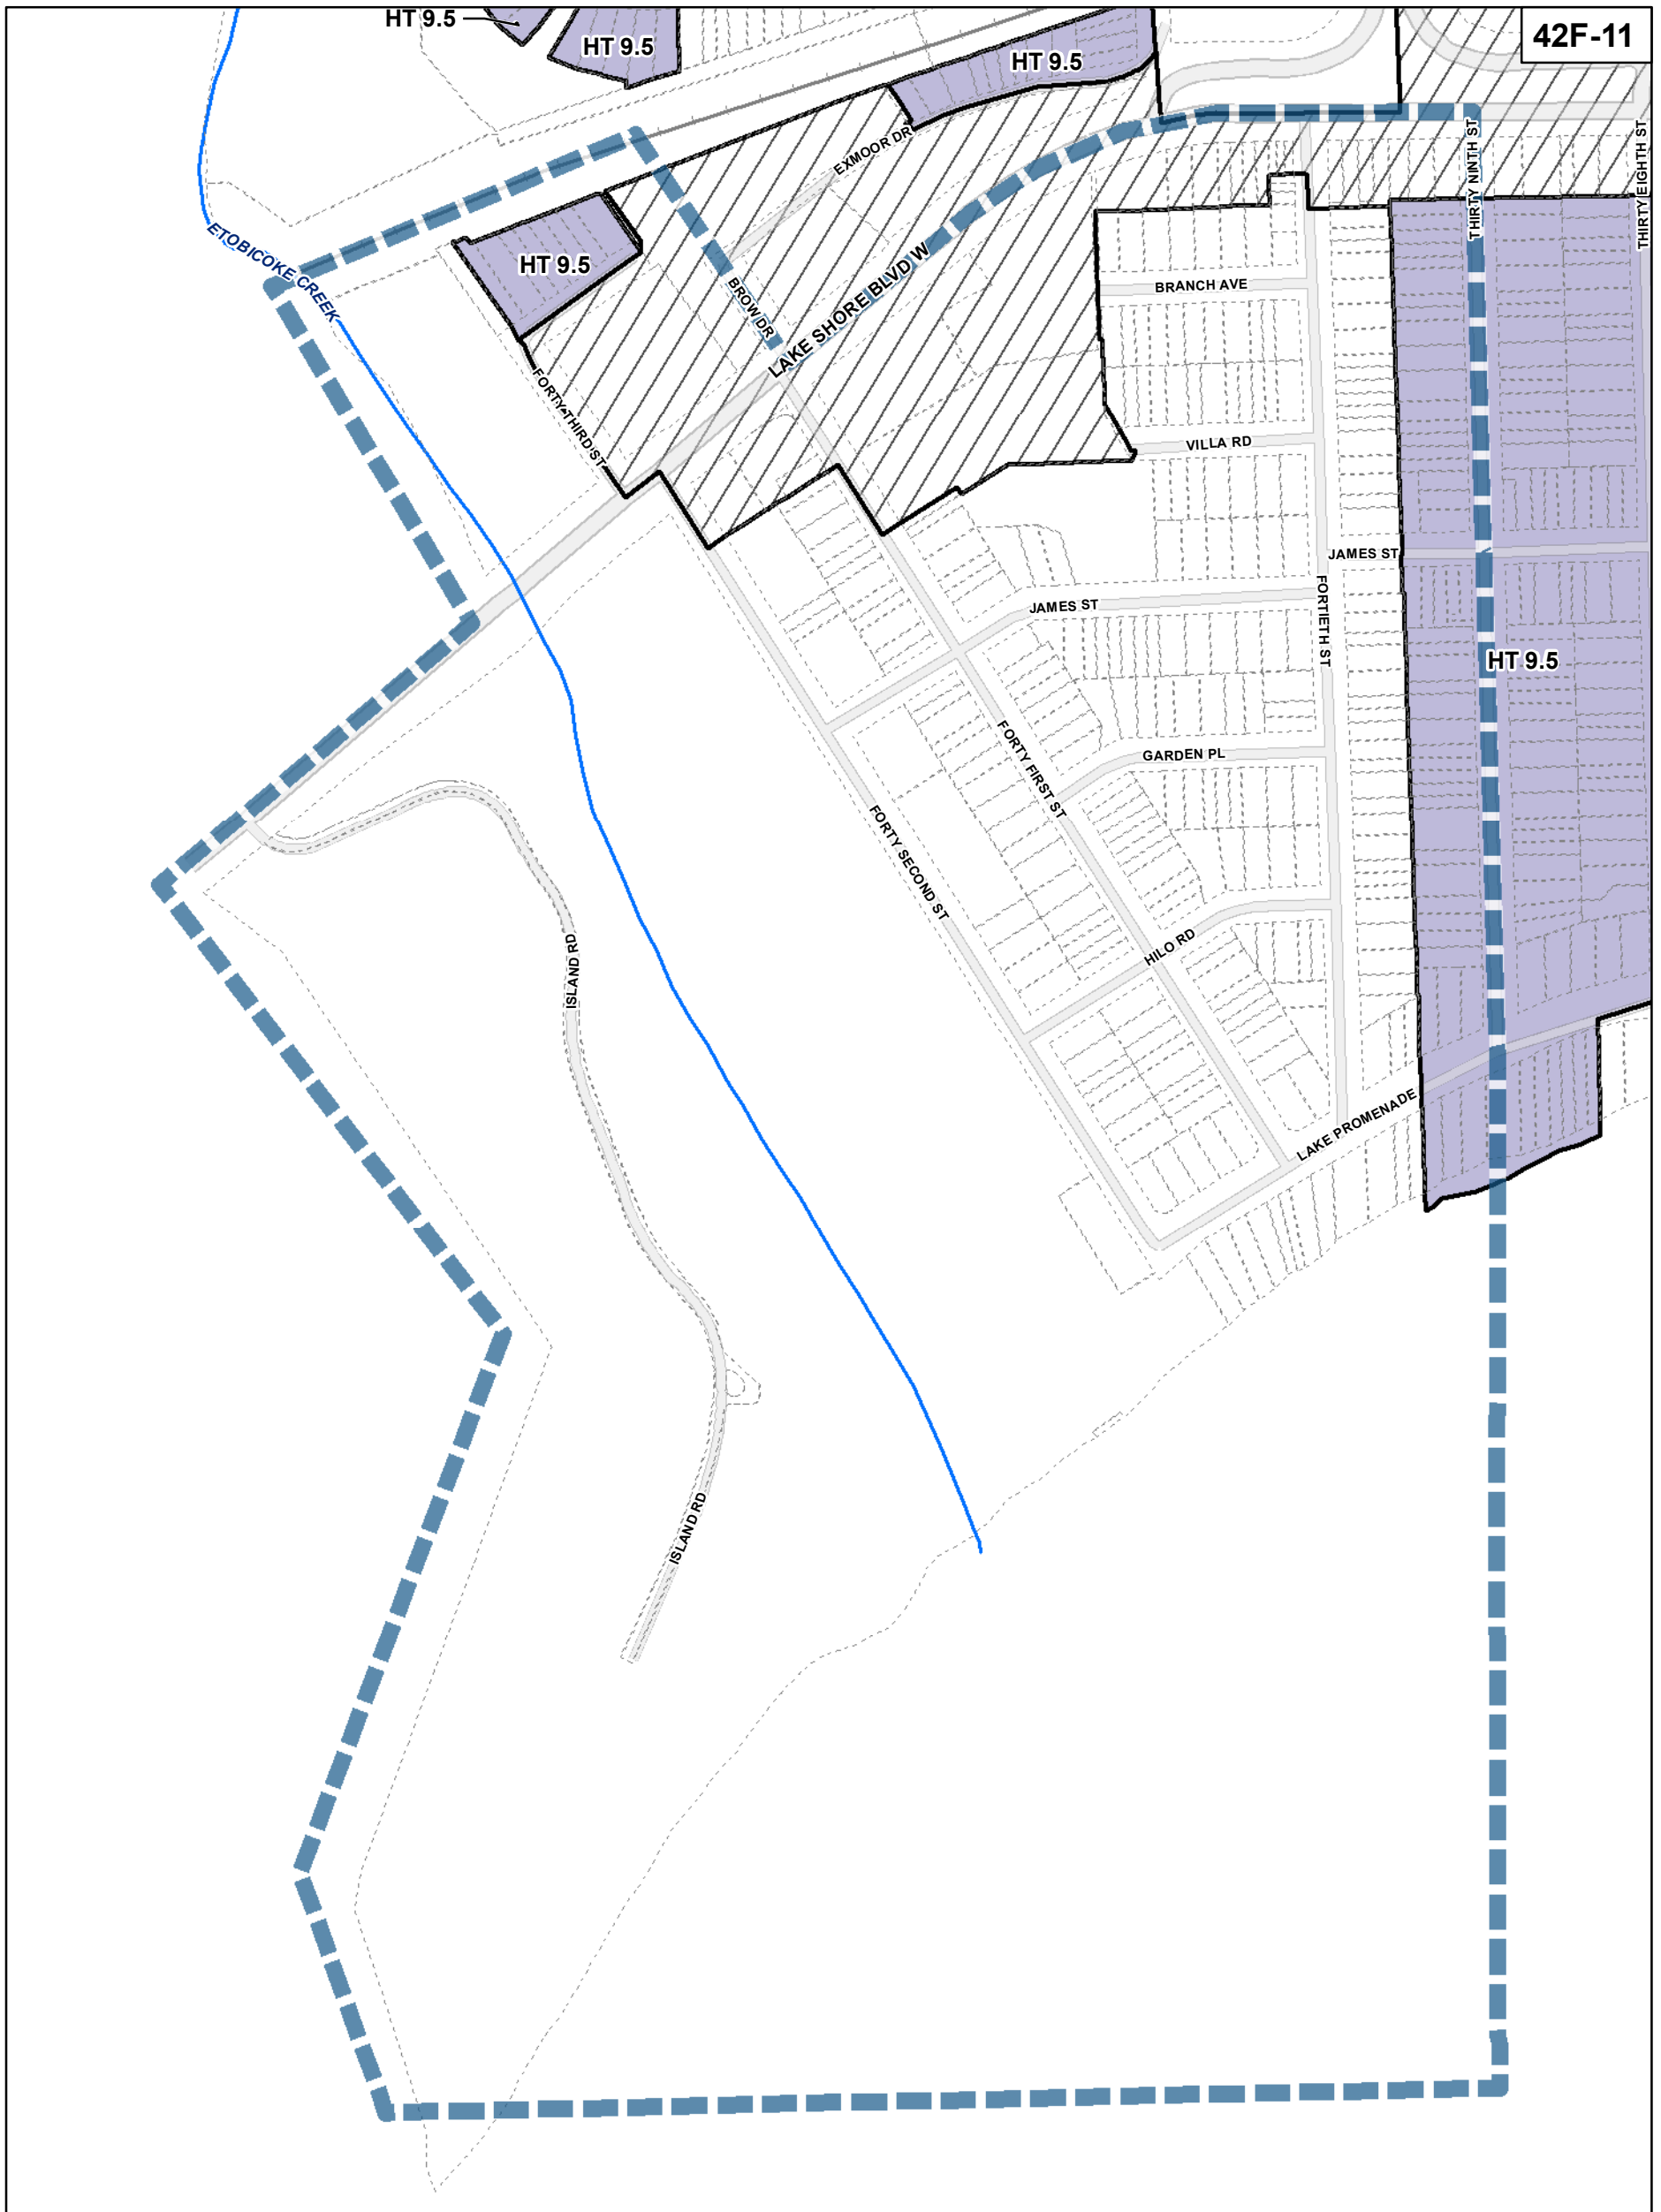 42F-11
HT 9.5
HT 9.5
HT 9.5
EXMOOR DR
THIRTY NINTH ST
THIRTY EIGHTH ST
ETOBICOKE CREEK
HT 9.5
BROW DR
LAKE SHORE BLVD W
BRANCH AVE
FORTY THIRD ST
VILLA RD
JAMES ST
JAMES ST
FORTIETH ST
HT 9.5
FORTY FIRST ST
GARDEN PL
FORTY SECOND ST
HILO RD
ISLAND RD
LAKE PROMENADE
ISLAND RD